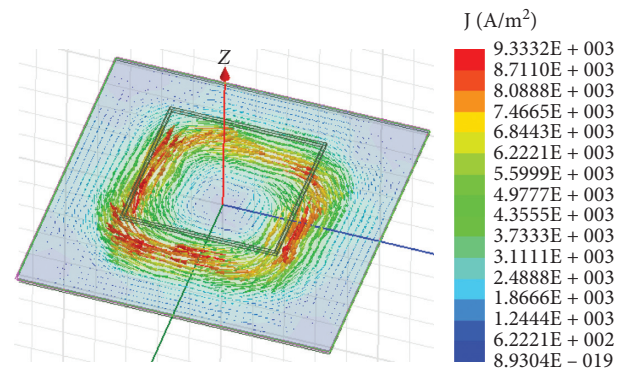 Z
J (A/m²)
9.3332E + 003
8.7110E + 003
8.0888E + 003
7.4665E + 003
6.8443E + 003
6.2221E + 003
5.5999E + 003
4.9777E + 003
4.3555E + 003
3.7333E + 003
3.1111E + 003
2.4888E + 003
1.8666E + 003
1.2444E + 003
6.2221E + 002
8.9304E – 019